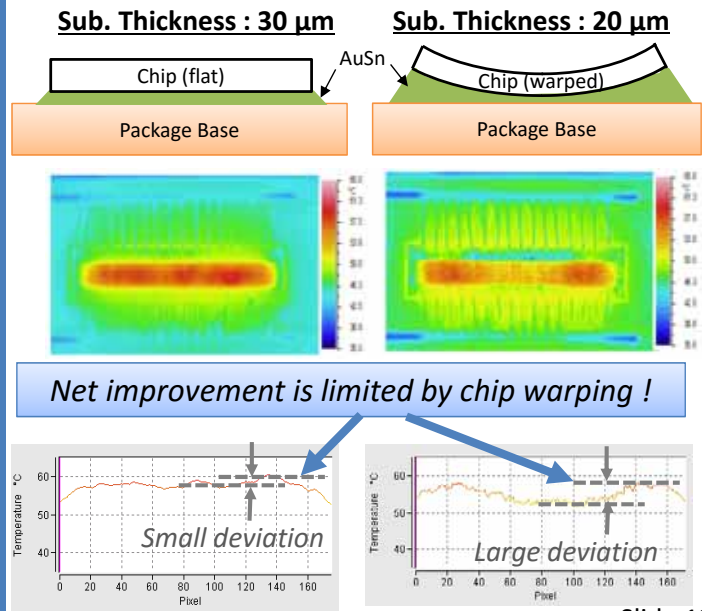 Sub. Thickness : 30 µm
Sub. Thickness : 20 µm
AuSn
Chip (flat)
Chip (warped)
Package Base
Package Base
°C
°C
Net improvement is limited by chip warping !
Temperature °C
60
50
40
Small deviation
0 20 40 60 80 100 120 140 160
Pixel
Temperature °C
60
50
40
Large deviation
0 20 40 60 80 100 120 140 160
Pixel